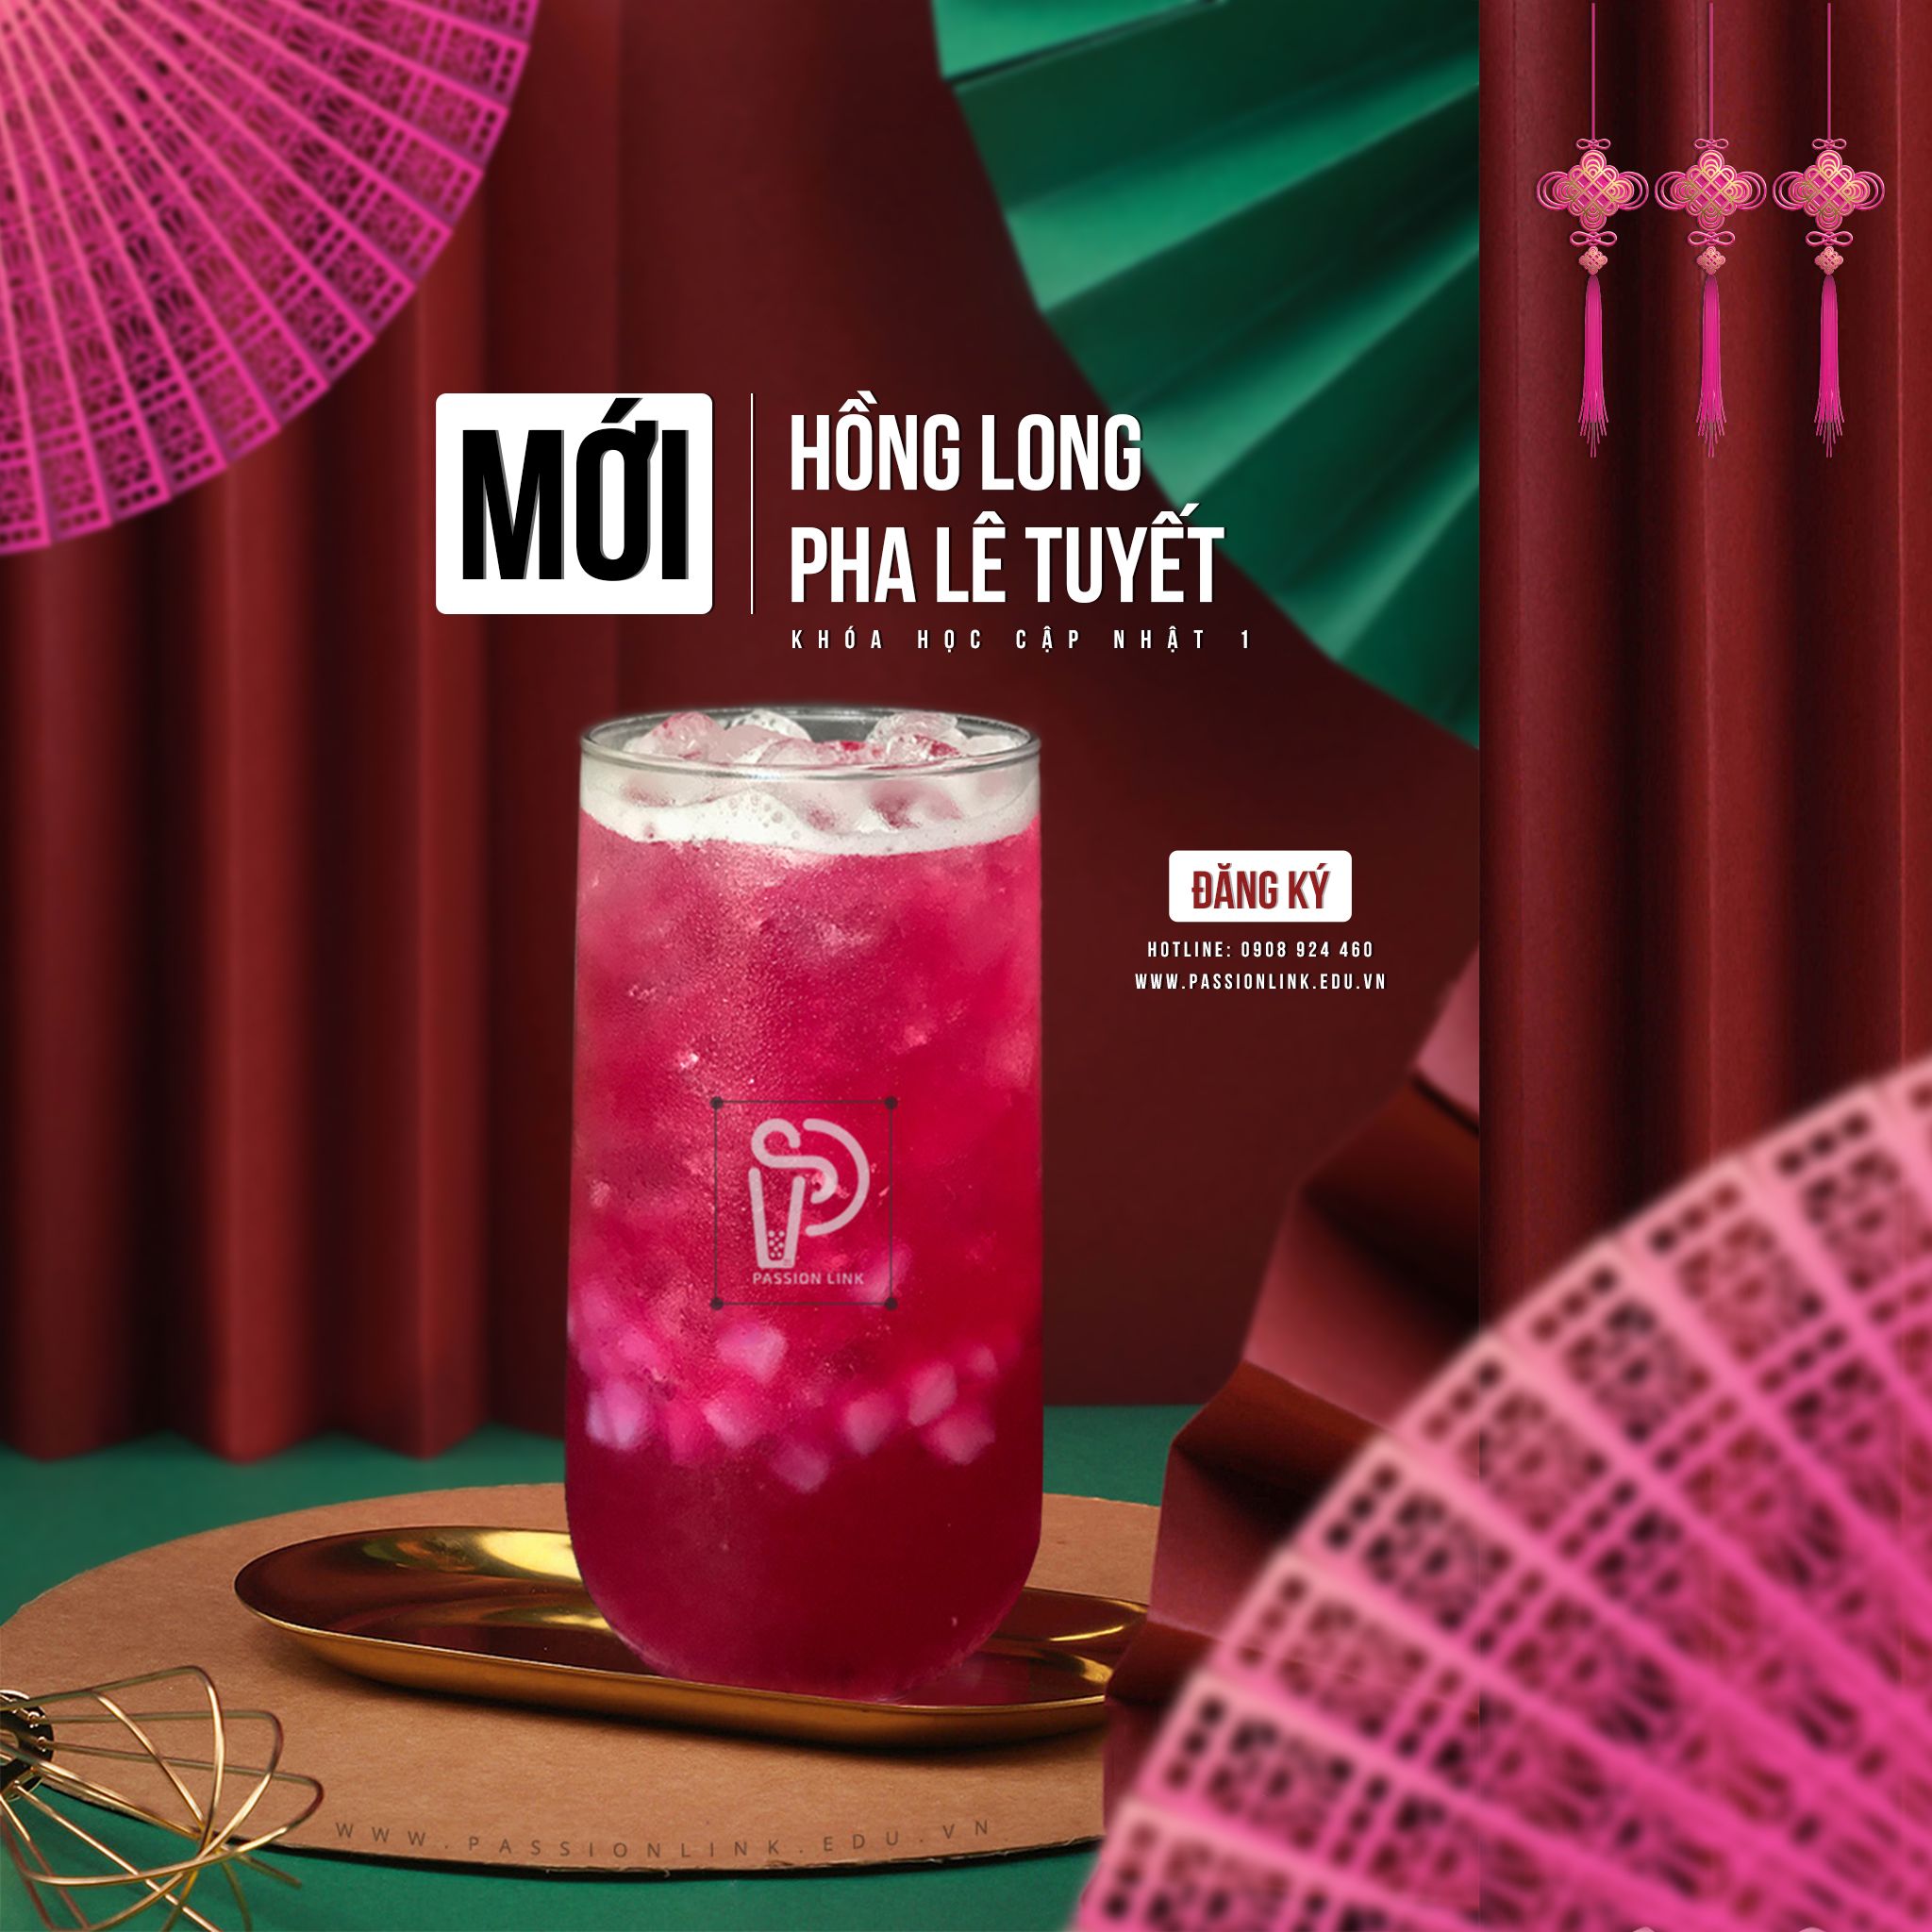 MỚI
HỒNG LONG
PHA LÊ TUYẾT
KHÓA HỌC CẬP NHẬT 1
ĐĂNG KÝ
HOTLINE: 0908 924 460
WWW.PASSIONLINK.EDU.VN
PASSION LINK
WWW.PASSIONLINK.EDU.VN